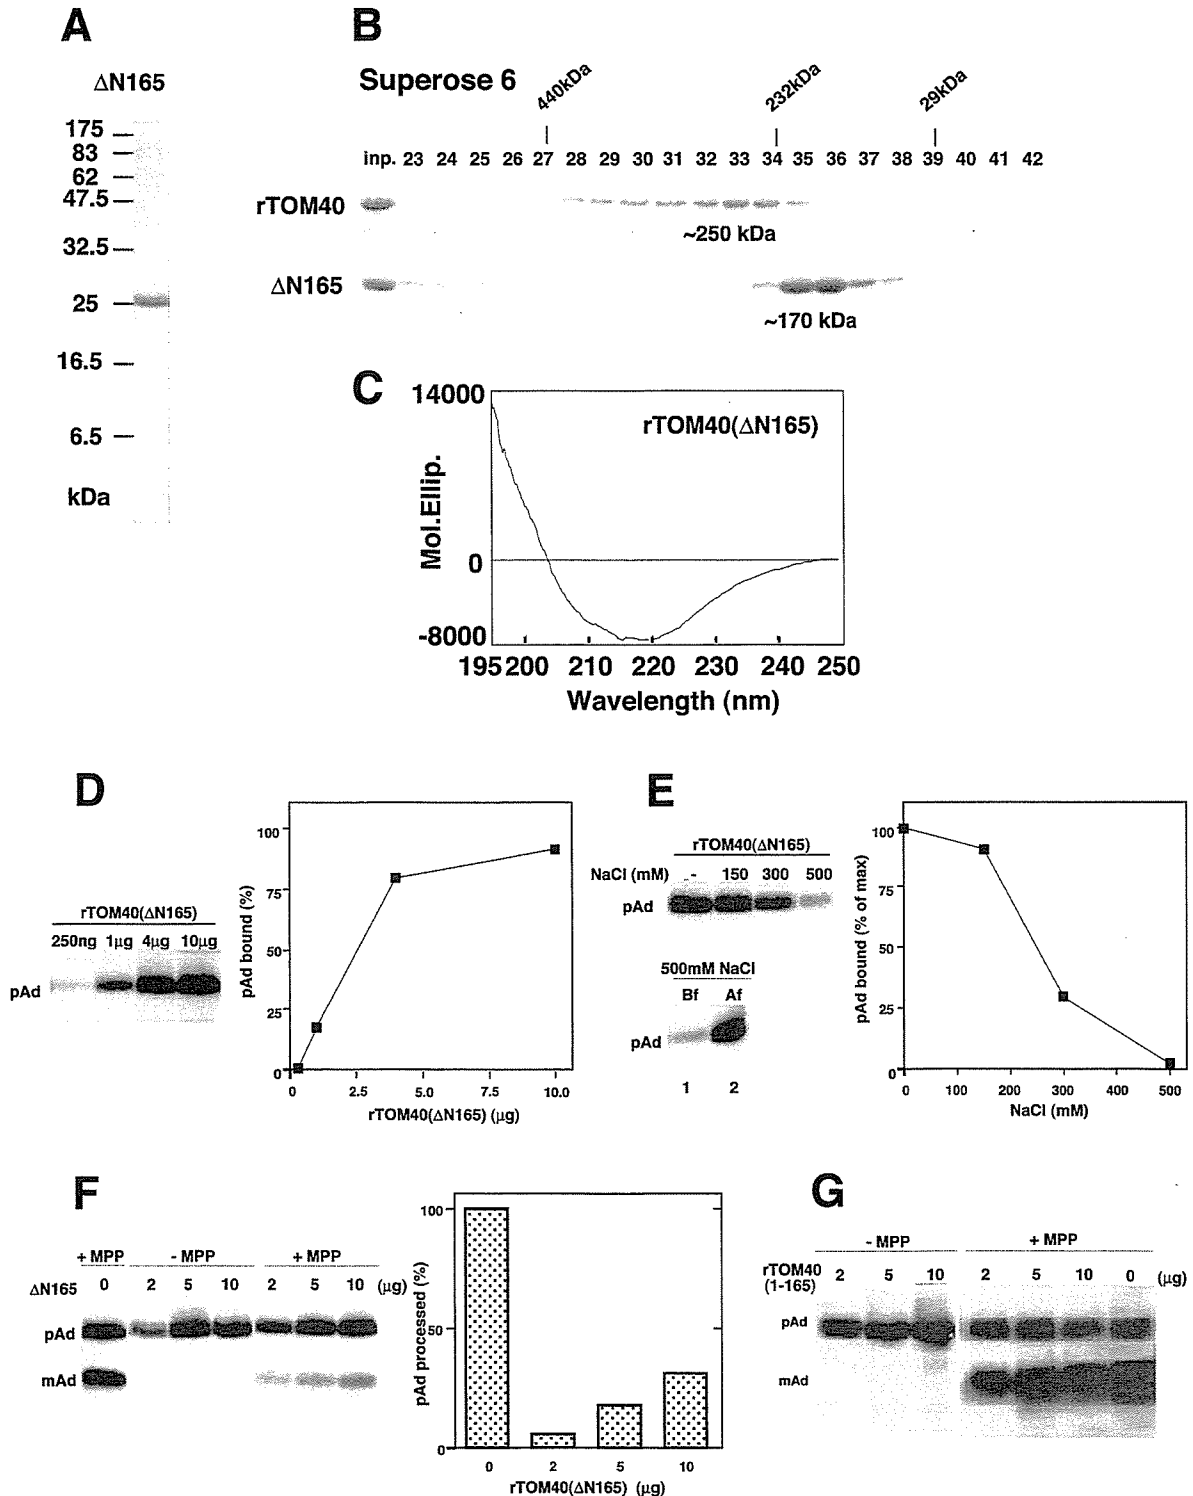 A
ΔN165
175
83
62
47.5
32.5
25
16.5
6.5
kDa
B
Superose 6
440kDa 232kDa 29kDa
inp. 23 24 25 26 27 28 29 30 31 32 33 34 35 36 37 38 39 40 41 42
rTOM40
~250 kDa
ΔN165
~170 kDa
C
14000
0
-8000
Mol.Ellip.
rTOM40(ΔN165)
195 200 210 220 230 240 250
Wavelength (nm)
D
rTOM40(ΔN165)
250ng 1µg 4µg 10µg
pAd
pAd bound (%)
100
75
50
25
0
0 2.5 5.0 7.5 10.0
rTOM40(ΔN165) (µg)
E
rTOM40(ΔN165)
NaCl (mM) - 150 300 500
pAd
500mM NaCl
Bf Af
pAd
1 2
pAd bound (% of max)
100
75
50
25
0
0 100 200 300 400 500
NaCl (mM)
F
+ MPP - MPP + MPP
ΔN165 0 2 5 10 2 5 10 (µg)
pAd
mAd
pAd processed (%)
100
50
0
0 2 5 10
rTOM40(ΔN165) (µg)
G
- MPP + MPP
rTOM40 (1-165) 2 5 10 2 5 10 0 (µg)
pAd
mAd